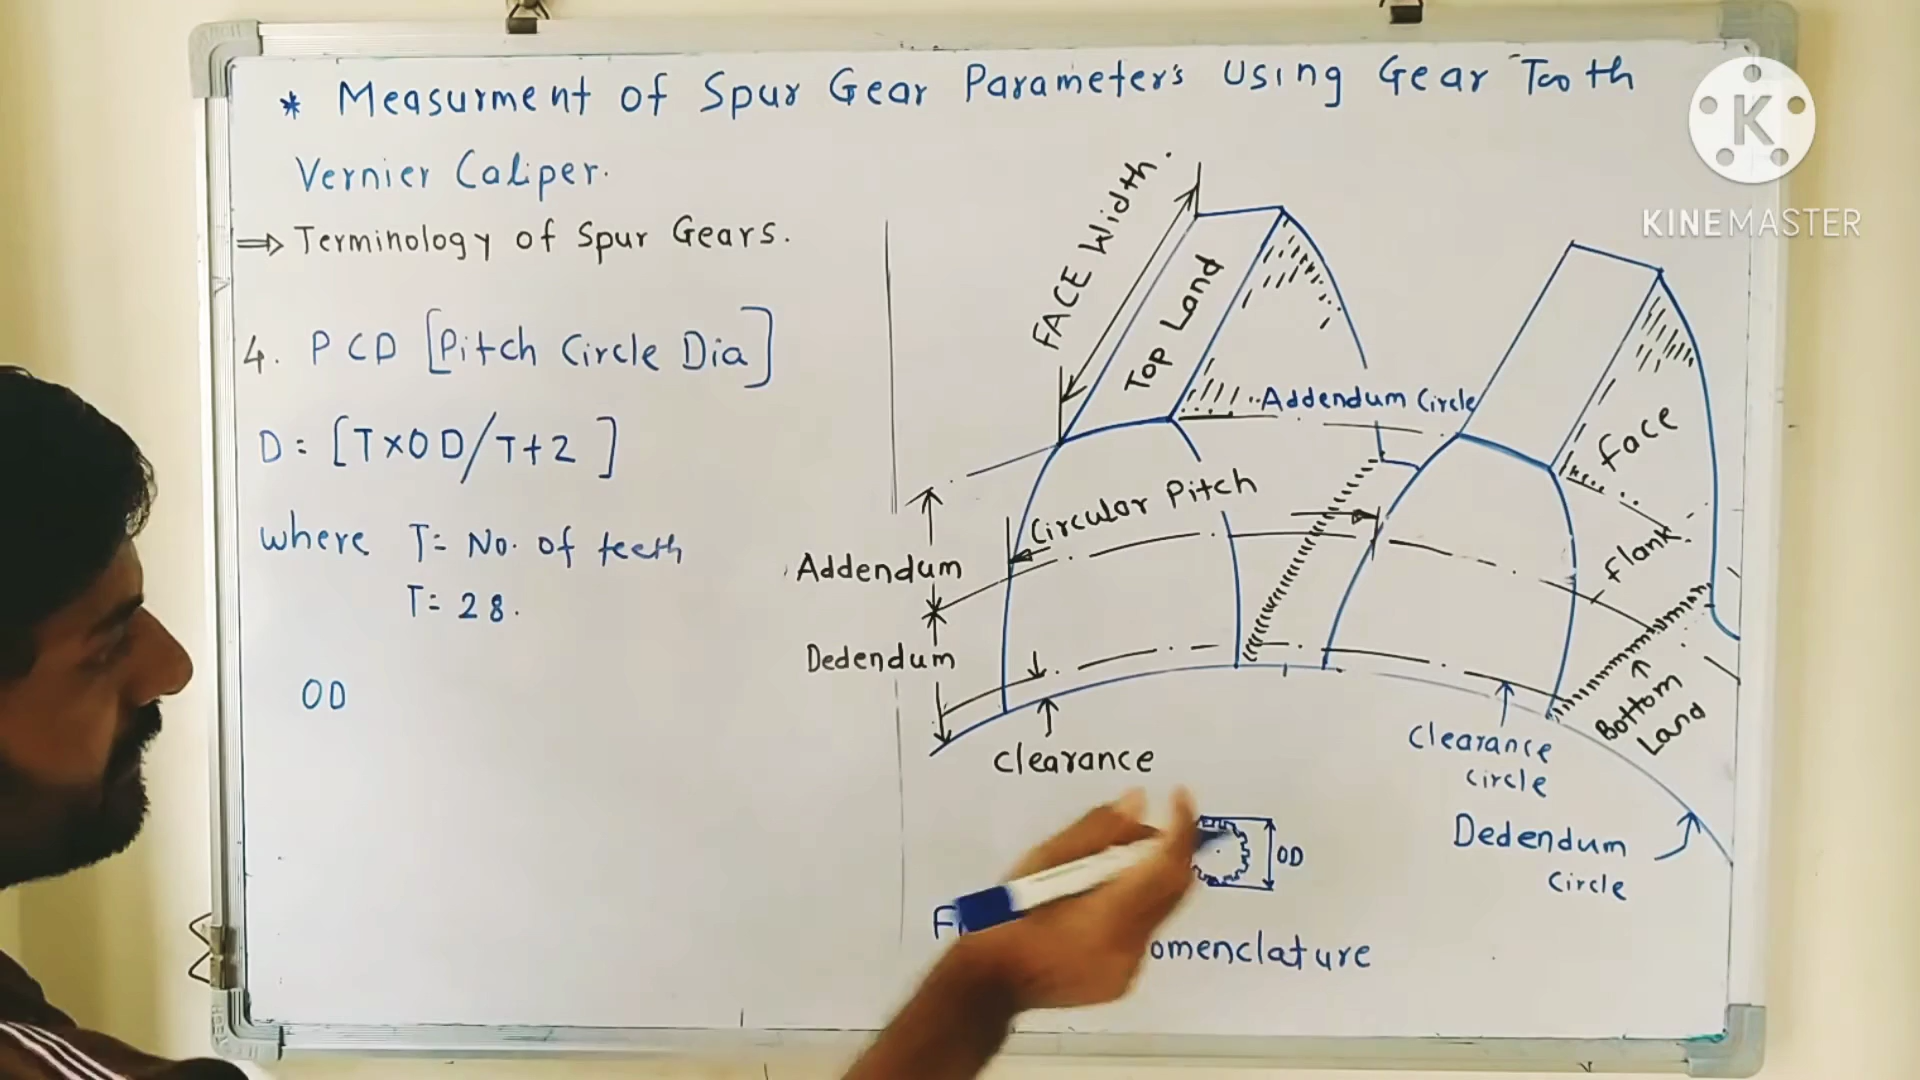 * Measurment of Spur Gear Parameter's Using Gear Tooth
Vernier Caliper.
⇒ Terminology of Spur Gears.
4. PCD [Pitch Circle Dia]
D = [T×OD/T+2]
where T= No. of teeth
T= 28.
OD
FACE Width.
Top Land
Addendum Circle
Face
Circular Pitch
Flank.
Addendum
Dedendum
Clearance
Bottom
Land
Clearance
circle
Dedendum
Circle
OD
omenclature
K
KINEMASTER